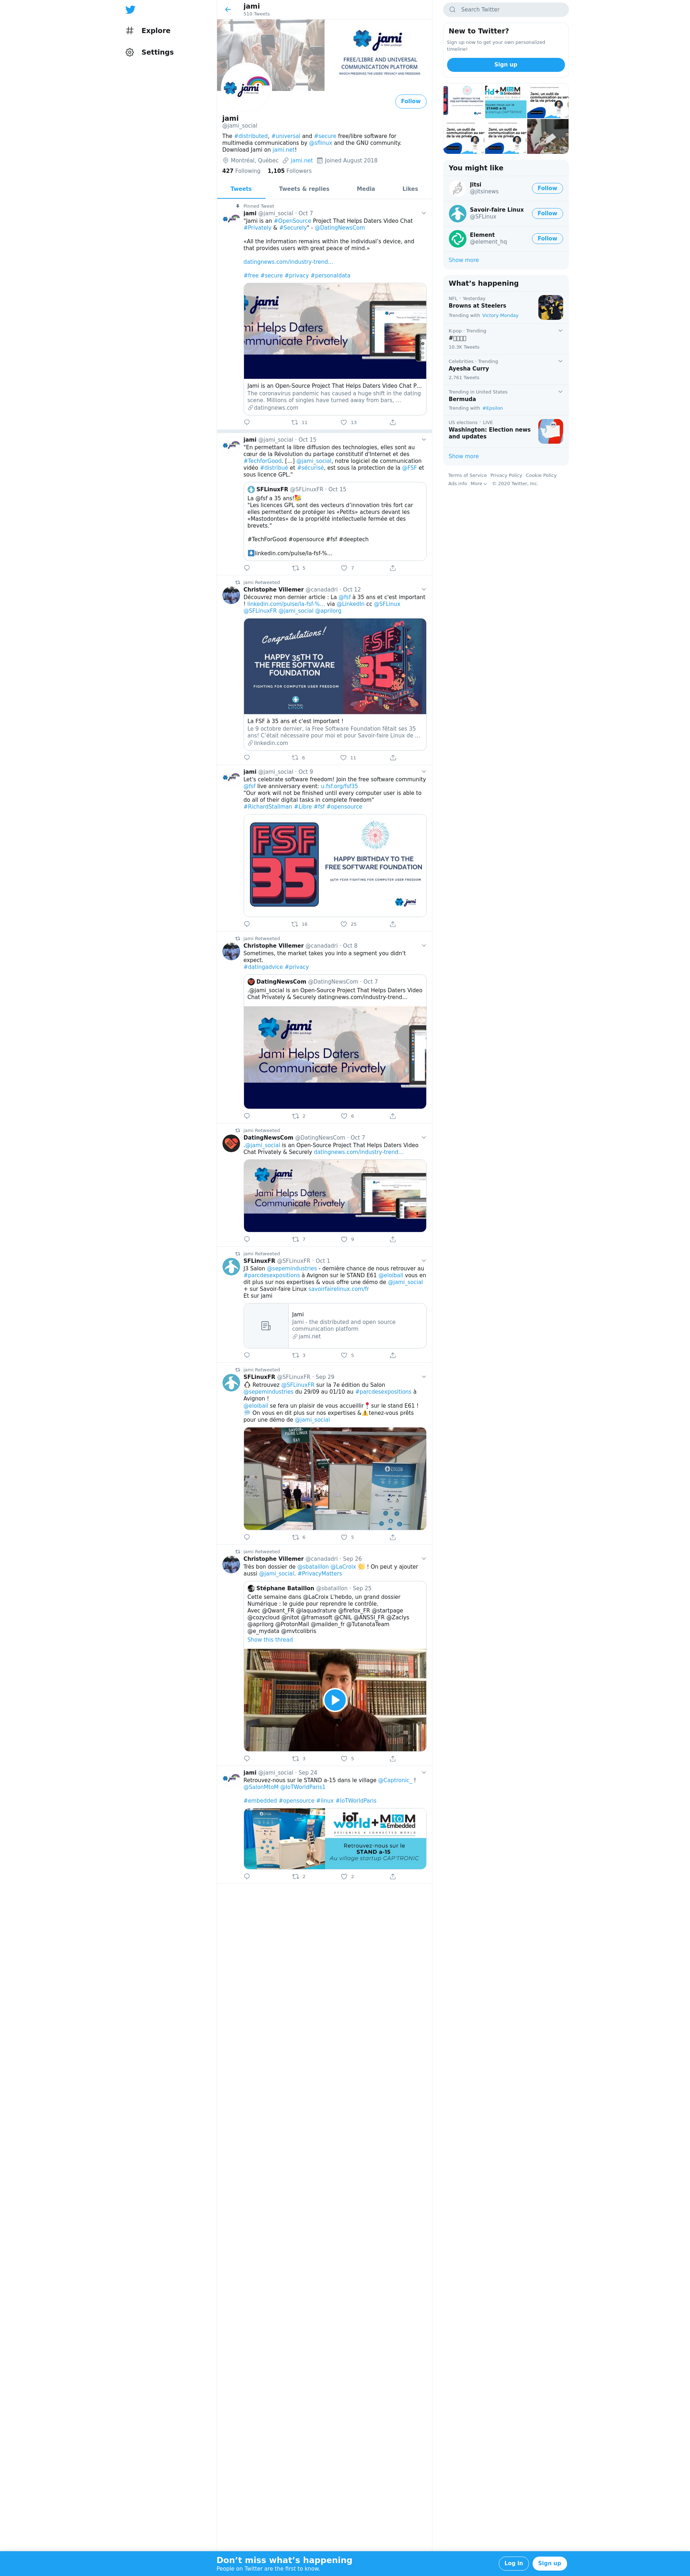 jami
510 Tweets
Explore
Settings
jami
FREE/LIBRE AND UNIVERSAL
COMMUNICATION PLATFORM
WHICH PRESERVES THE USERS' PRIVACY AND FREEDOMS
jami
Follow
jami
@jami_social
The #distributed, #universal and #secure free/libre software for
multimedia communications by @sflinux and the GNU community.
Download Jami on jami.net!
Montréal, Québec jami.net Joined August 2018
427 Following 1,105 Followers
Tweets Tweets & replies Media Likes
Pinned Tweet
jami @jami_social · Oct 7
"Jami is an #OpenSource Project That Helps Daters Video Chat
#Privately & #Securely" - @DatingNewsCom
«All the information remains within the individual's device, and
that provides users with great peace of mind.»
datingnews.com/industry-trend…
#free #secure #privacy #personaldata
mi Helps Daters
mmunicate Privately
Jami is an Open-Source Project That Helps Daters Video Chat P...
The coronavirus pandemic has caused a huge shift in the dating
scene. Millions of singles have turned away from bars, ...
datingnews.com
11 13
jami @jami_social · Oct 15
"En permettant la libre diffusion des technologies, elles sont au
cœur de la Révolution du partage constitutif d'Internet et des
#TechforGood. [...] @jami_social, notre logiciel de communication
vidéo #distribué et #sécurisé, est sous la protection de la @FSF et
sous licence GPL."
SFLinuxFR @SFLinuxFR · Oct 15
La @fsf a 35 ans!
"Les licences GPL sont des vecteurs d'innovation très fort car
elles permettent de protéger les «Petits» acteurs devant les
«Mastodontes» de la propriété intellectuelle fermée et des
brevets."
#TechForGood #opensource #fsf #deeptech
linkedin.com/pulse/la-fsf-%…
5 7
jami Retweeted
Christophe Villemer @canadadri · Oct 12
Découvrez mon dernier article : La @fsf à 35 ans et c'est important
! linkedin.com/pulse/la-fsf-%… via @LinkedIn cc @SFLinux
@SFLinuxFR @jami_social @aprilorg
Congratulations!
HAPPY 35TH TO
THE FREE SOFTWARE
FOUNDATION
FIGHTING FOR COMPUTER USER FREEDOM
FSF
35
La FSF à 35 ans et c'est important !
Le 9 octobre dernier, la Free Software Foundation fêtait ses 35
ans! C'était nécessaire pour moi et pour Savoir-faire Linux de ...
linkedin.com
6 11
jami @jami_social · Oct 9
Let's celebrate software freedom! Join the free software community
@fsf live anniversary event: u.fsf.org/fsf35
"Our work will not be finished until every computer user is able to
do all of their digital tasks in complete freedom"
#RichardStallman #Libre #fsf #opensource
FSF
35
HAPPY BIRTHDAY TO THE
FREE SOFTWARE FOUNDATION
35TH YEAR FIGHTING FOR COMPUTER USER FREEDOM
jami
16 25
jami Retweeted
Christophe Villemer @canadadri · Oct 8
Sometimes, the market takes you into a segment you didn't
expect.
#datingadvice #privacy
DatingNewsCom @DatingNewsCom · Oct 7
.@jami_social is an Open-Source Project That Helps Daters Video
Chat Privately & Securely datingnews.com/industry-trend…
jami
Jami Helps Daters
Communicate Privately
2 6
jami Retweeted
DatingNewsCom @DatingNewsCom · Oct 7
.@jami_social is an Open-Source Project That Helps Daters Video
Chat Privately & Securely datingnews.com/industry-trend…
jami
Jami Helps Daters
Communicate Privately
7 9
jami Retweeted
SFLinuxFR @SFLinuxFR · Oct 1
J3 Salon @sepemindustries - dernière chance de nous retrouver au
#parcdesexpositions à Avignon sur le STAND E61 @eloibail vous en
dit plus sur nos expertises & vous offre une démo de @jami_social
+ sur Savoir-faire Linux savoirfairelinux.com/fr
Et sur jami
Jami
Jami - the distributed and open source
communication platform
jami.net
3 5
jami Retweeted
SFLinuxFR @SFLinuxFR · Sep 29
Retrouvez @SFLinuxFR sur la 7e édition du Salon
@sepemindustries du 29/09 au 01/10 au #parcdesexpositions à
Avignon !
@eloibail se fera un plaisir de vous accueillir sur le stand E61 !
On vous en dit plus sur nos expertises & tenez-vous prêts
pour une démo de @jami_social
SAVOIR-
FAIRE LINUX
E61
6 5
jami Retweeted
Christophe Villemer @canadadri · Sep 26
Très bon dossier de @sbataillon @LaCroix ! On peut y ajouter
aussi @jami_social. #PrivacyMatters
Stéphane Bataillon @sbataillon · Sep 25
Cette semaine dans @LaCroix L'hebdo, un grand dossier
Numérique : le guide pour reprendre le contrôle.
Avec @Qwant_FR @laquadrature @firefox_FR @startpage
@cozycloud @nitot @framasoft @CNIL @ANSSI_FR @Zaclys
@aprilorg @ProtonMail @mailden_fr @TutanotaTeam
@e_mydata @mvtcolibris
Show this thread
3 5
jami @jami_social · Sep 24
Retrouvez-nous sur le STAND a-15 dans le village @Captronic_ !
@SalonMtoM @IoTWorldParis1
#embedded #opensource #linux #IoTWorldParis
IoT
world + MtOM
Embedded
DESIGNING A CONNECTED WORLD
Retrouvez-nous sur le
STAND a-15
Au village startup CAP'TRONIC
2 2
Search Twitter
New to Twitter?
Sign up now to get your own personalized
timeline!
Sign up
You might like
Jitsi
@jitsinews
Follow
Savoir-faire Linux
@SFLinux
Follow
Element
@element_hq
Follow
Show more
What's happening
NFL · Yesterday
Browns at Steelers
Trending with Victory Monday
K-pop · Trending
10.3K Tweets
Celebrities · Trending
Ayesha Curry
2,761 Tweets
Trending in United States
Bermuda
Trending with #Epsilon
US elections · LIVE
Washington: Election news
and updates
Show more
Terms of Service Privacy Policy Cookie Policy
Ads info More © 2020 Twitter, Inc.
Don't miss what's happening
People on Twitter are the first to know.
Log in Sign up